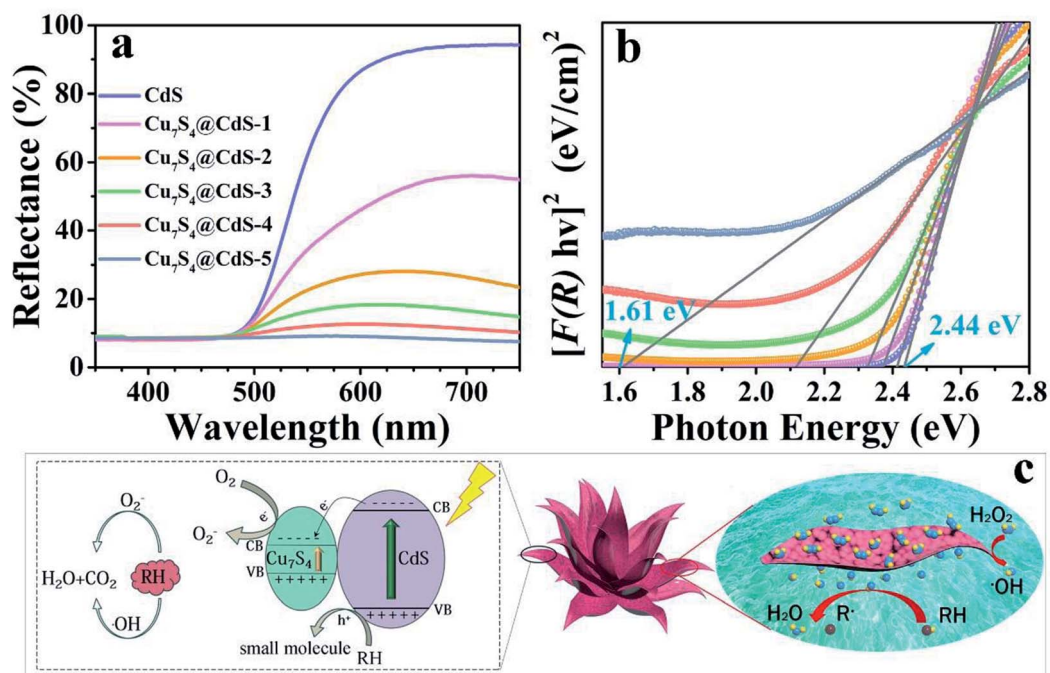 a
Reflectance (%)
100
80
60
40
20
0
CdS
Cu₇S₄@CdS-1
Cu₇S₄@CdS-2
Cu₇S₄@CdS-3
Cu₇S₄@CdS-4
Cu₇S₄@CdS-5
400 500 600 700
Wavelength (nm)
b
[F(R) hv]² (eV/cm)²
1.61 eV
2.44 eV
1.6 1.8 2.0 2.2 2.4 2.6 2.8
Photon Energy (eV)
c
O₂⁻
H₂O+CO₂
RH
·OH
O₂
O₂⁻
e⁻
e⁻
CB
Cu₇S₄
VB
+++++
CB
CdS
VB
++++
h⁺
small molecule
RH
H₂O₂
·OH
H₂O
R·
RH